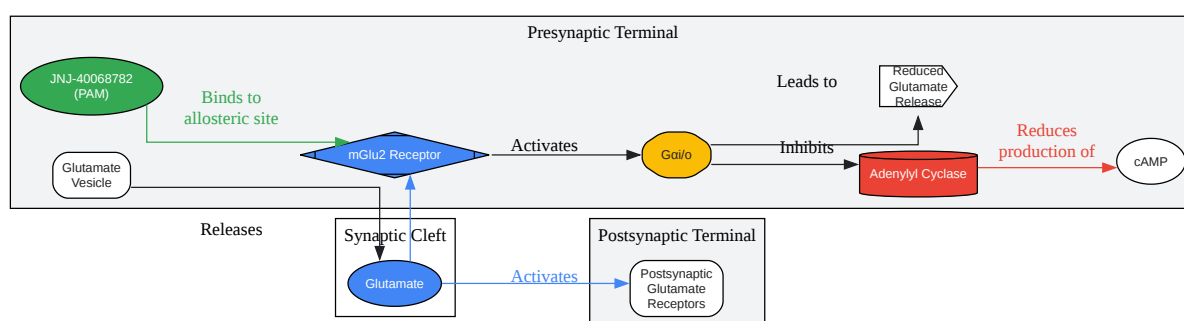 Presynaptic Terminal
JNJ-40068782
(PAM)
Binds to
allosteric site
Leads to
Reduced
Glutamate
Release
mGlu2 Receptor
Activates
Gαi/o
Inhibits
Adenylyl Cyclase
Reduces
production of
cAMP
Glutamate
Vesicle
Releases
Synaptic Cleft
Glutamate
Activates
Postsynaptic Terminal
Postsynaptic
Glutamate
Receptors